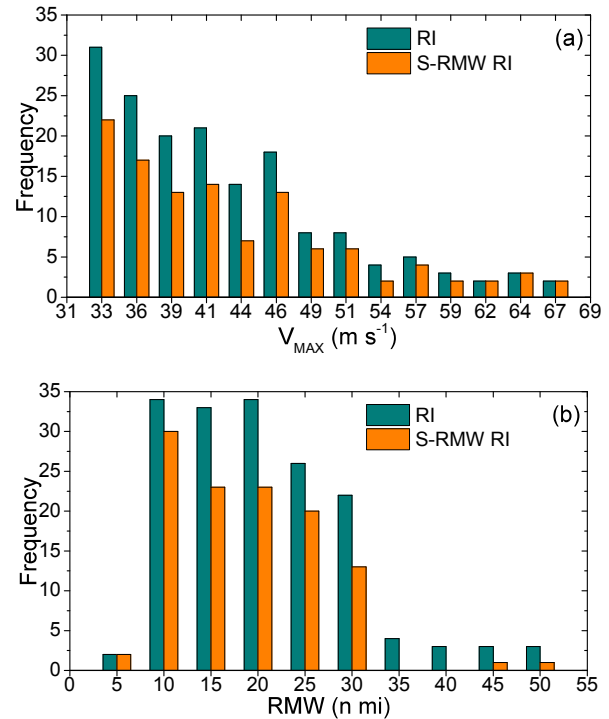 35
30
25
20
15
10
5
0
Frequency
RI
S-RMW RI
(a)
31 33 36 39 41 44 46 49 51 54 57 59 62 64 67 69
V_MAX (m s⁻¹)
35
30
25
20
15
10
5
0
Frequency
RI
S-RMW RI
(b)
0 5 10 15 20 25 30 35 40 45 50 55
RMW (n mi)